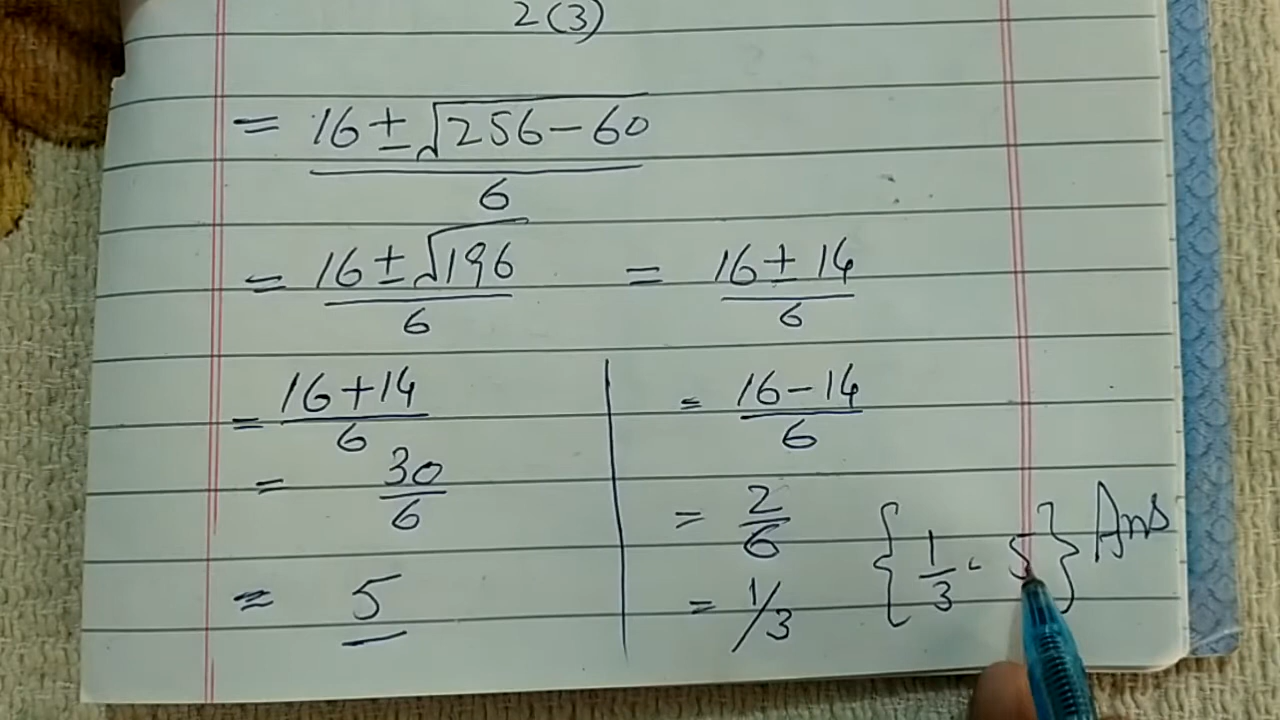 2(3)
= 16 ± √256 - 60
6
= 16 ± √196 = 16 ± 14
6 6
= 16 + 14 = 16 - 14
6 6
= 30 = 2
6 6
≈ 5 = 1/3 { 1/3 , 5 } Ans